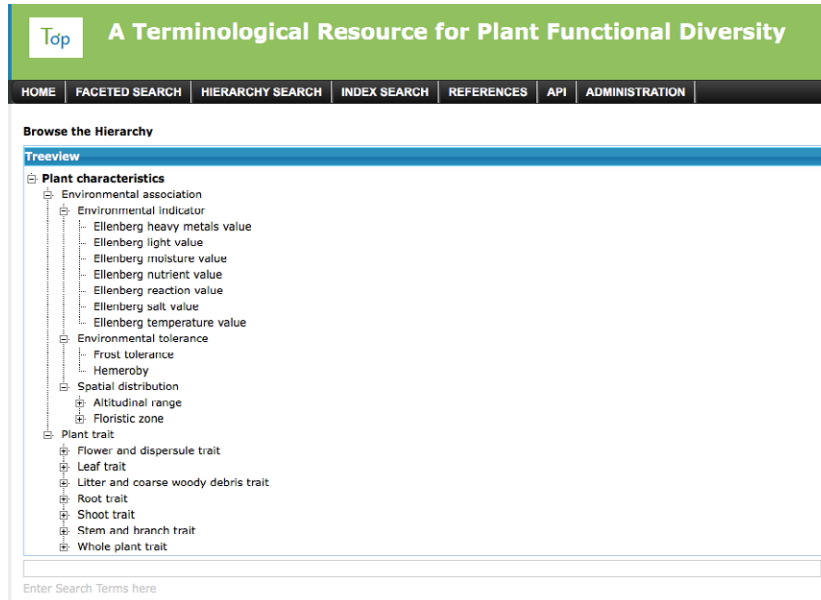 Top
A Terminological Resource for Plant Functional Diversity
HOME FACETED SEARCH HIERARCHY SEARCH INDEX SEARCH REFERENCES API ADMINISTRATION
Browse the Hierarchy
Treeview
Plant characteristics
Environmental association
Environmental indicator
Ellenberg heavy metals value
Ellenberg light value
Ellenberg moisture value
Ellenberg nutrient value
Ellenberg reaction value
Ellenberg salt value
Ellenberg temperature value
Environmental tolerance
Frost tolerance
Hemeroby
Spatial distribution
Altitudinal range
Floristic zone
Plant trait
Flower and dispersule trait
Leaf trait
Litter and coarse woody debris trait
Root trait
Shoot trait
Stem and branch trait
Whole plant trait
Enter Search Terms here